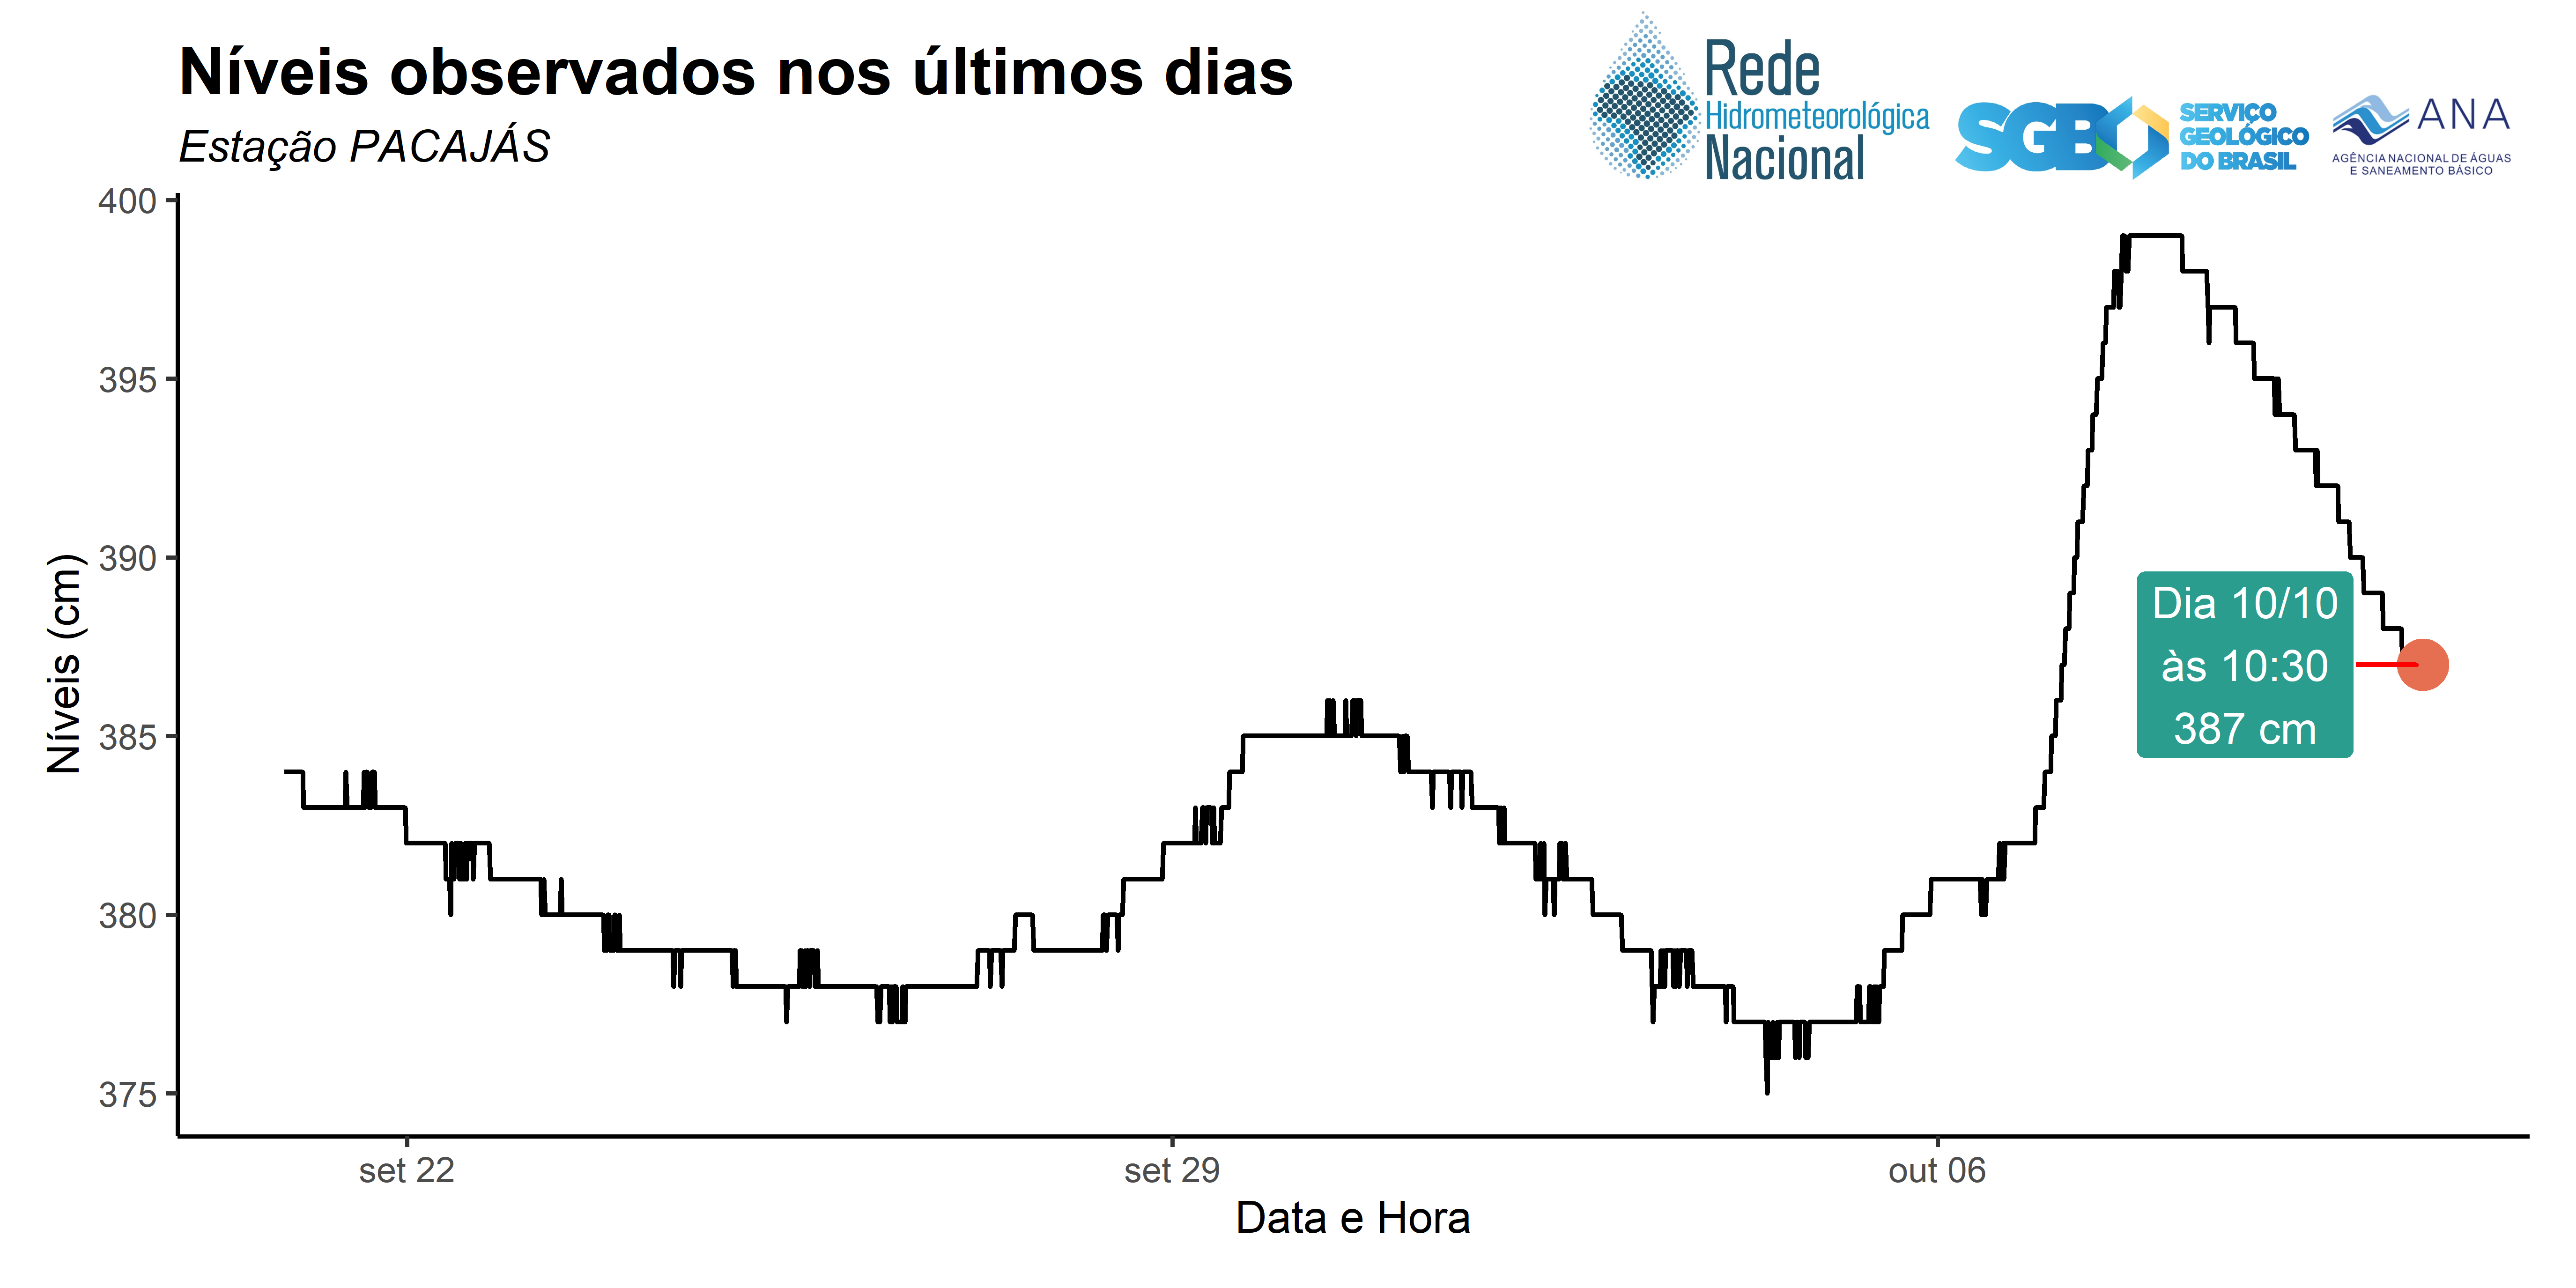 Níveis observados nos últimos dias
Estação PACAJÁS
Rede
Hidrometeorológica
Nacional
SGB
SERVIÇO
GEOLÓGICO
DO BRASIL
ANA
AGÊNCIA NACIONAL DE ÁGUAS
E SANEAMENTO BÁSICO
Níveis (cm)
400
395
390
385
380
375
Dia 10/10
às 10:30
387 cm
set 22
set 29
out 06
Data e Hora